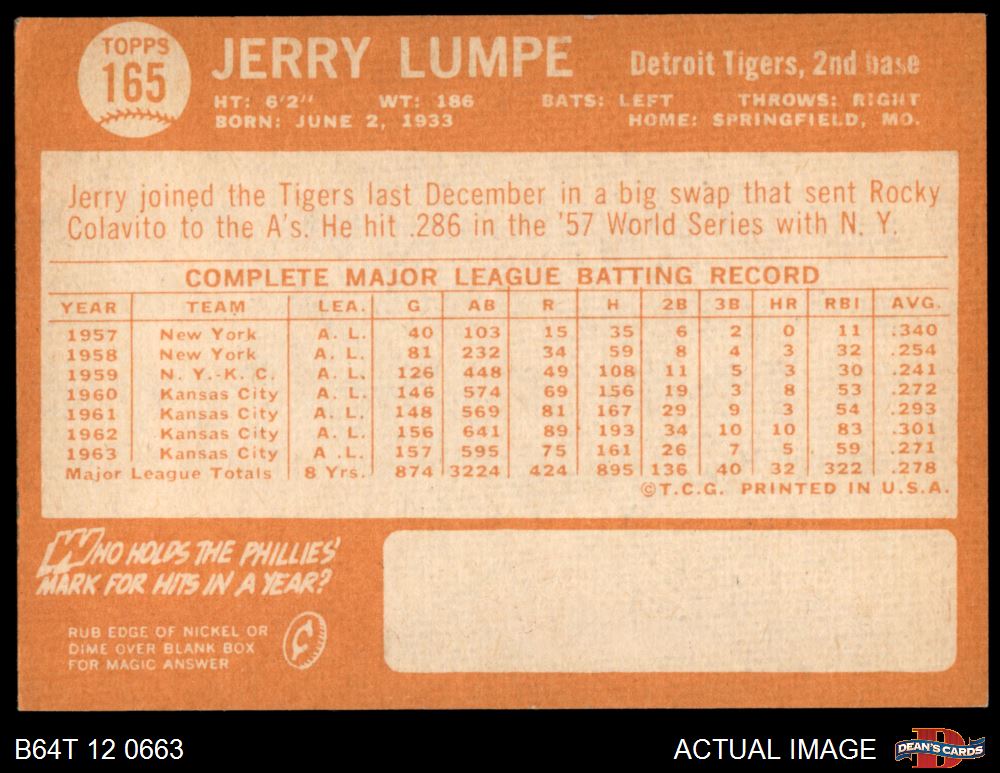 TOPPS
165
JERRY LUMPE
Detroit Tigers, 2nd base
HT: 6'2" WT: 186 BATS: LEFT THROWS: RIGHT
BORN: JUNE 2, 1933 HOME: SPRINGFIELD, MO.
Jerry joined the Tigers last December in a big swap that sent Rocky
Colavito to the A's. He hit .286 in the '57 World Series with N. Y.
COMPLETE MAJOR LEAGUE BATTING RECORD
YEAR TEAM LEA. G AB R H 2B 3B HR RBI AVG.
1957 New York A. L. 40 103 15 35 6 2 0 11 .340
1958 New York A. L. 81 232 34 59 8 4 3 32 .254
1959 N. Y.-K. C. A. L. 126 448 49 108 11 5 3 30 .241
1960 Kansas City A. L. 146 574 69 156 19 3 8 53 .272
1961 Kansas City A. L. 148 569 81 167 29 9 3 54 .293
1962 Kansas City A. L. 156 641 89 193 34 10 10 83 .301
1963 Kansas City A. L. 157 595 75 161 26 7 5 59 .271
Major League Totals 8 Yrs. 874 3224 424 895 136 40 32 322 .278
©T.C.G. PRINTED IN U.S.A.
WHO HOLDS THE PHILLIES'
MARK FOR HITS IN A YEAR?
RUB EDGE OF NICKEL OR
DIME OVER BLANK BOX
FOR MAGIC ANSWER
B64T 12 0663
ACTUAL IMAGE
D
DEAN'S CARDS